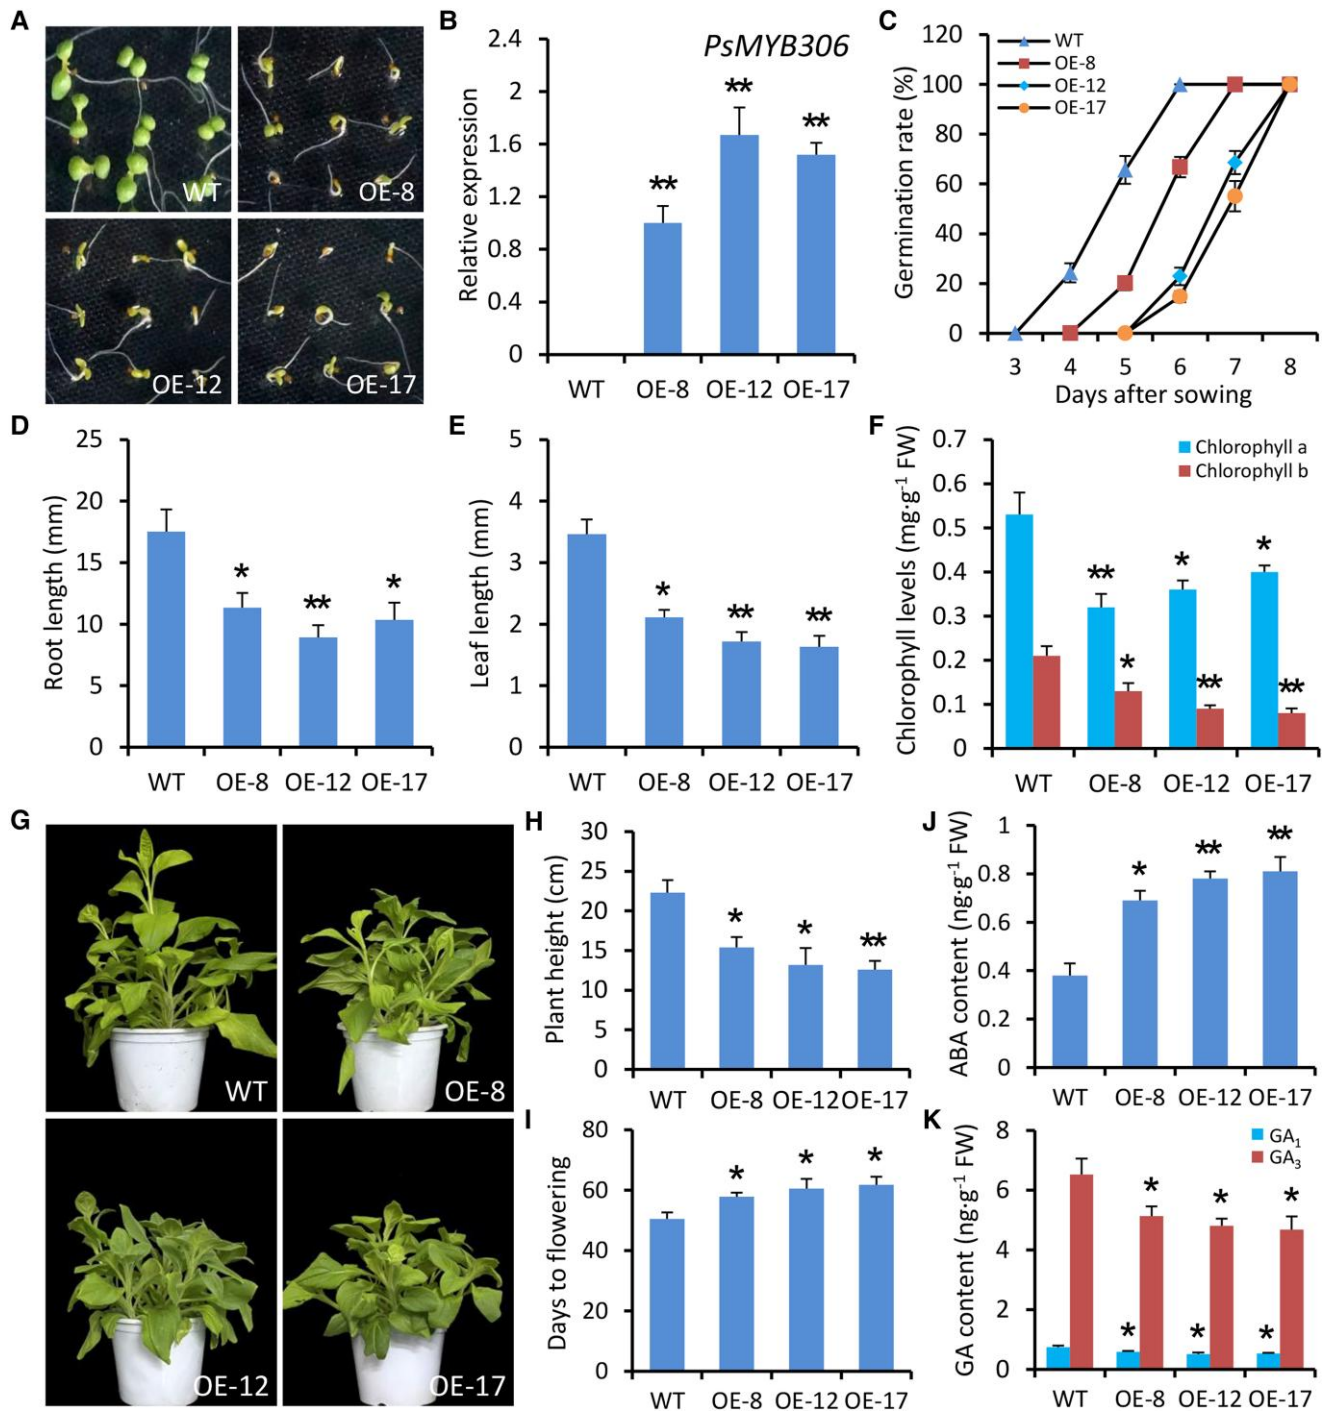 A
WT
OE-8
OE-12
OE-17
B
PsMYB306
Relative expression
2.4
2
1.6
1.2
0.8
0.4
0
**
**
**
WT OE-8 OE-12 OE-17
C
Germination rate (%)
120
100
80
60
40
20
0
WT
OE-8
OE-12
OE-17
3 4 5 6 7 8
Days after sowing
D
Root length (mm)
25
20
15
10
5
0
*
**
*
WT OE-8 OE-12 OE-17
E
Leaf length (mm)
5
4
3
2
1
0
*
**
**
WT OE-8 OE-12 OE-17
F
Chlorophyll levels (mg·g⁻¹ FW)
0.7
0.6
0.5
0.4
0.3
0.2
0.1
0
Chlorophyll a
Chlorophyll b
**
*
*
**
*
**
WT OE-8 OE-12 OE-17
G
WT
OE-8
OE-12
OE-17
H
Plant height (cm)
30
25
20
15
10
5
0
*
*
**
WT OE-8 OE-12 OE-17
I
Days to flowering
80
60
40
20
0
*
*
*
WT OE-8 OE-12 OE-17
J
ABA content (ng·g⁻¹ FW)
1
0.8
0.6
0.4
0.2
0
*
**
**
WT OE-8 OE-12 OE-17
K
GA content (ng·g⁻¹ FW)
8
6
4
2
0
GA₁
GA₃
*
*
*
*
*
*
WT OE-8 OE-12 OE-17